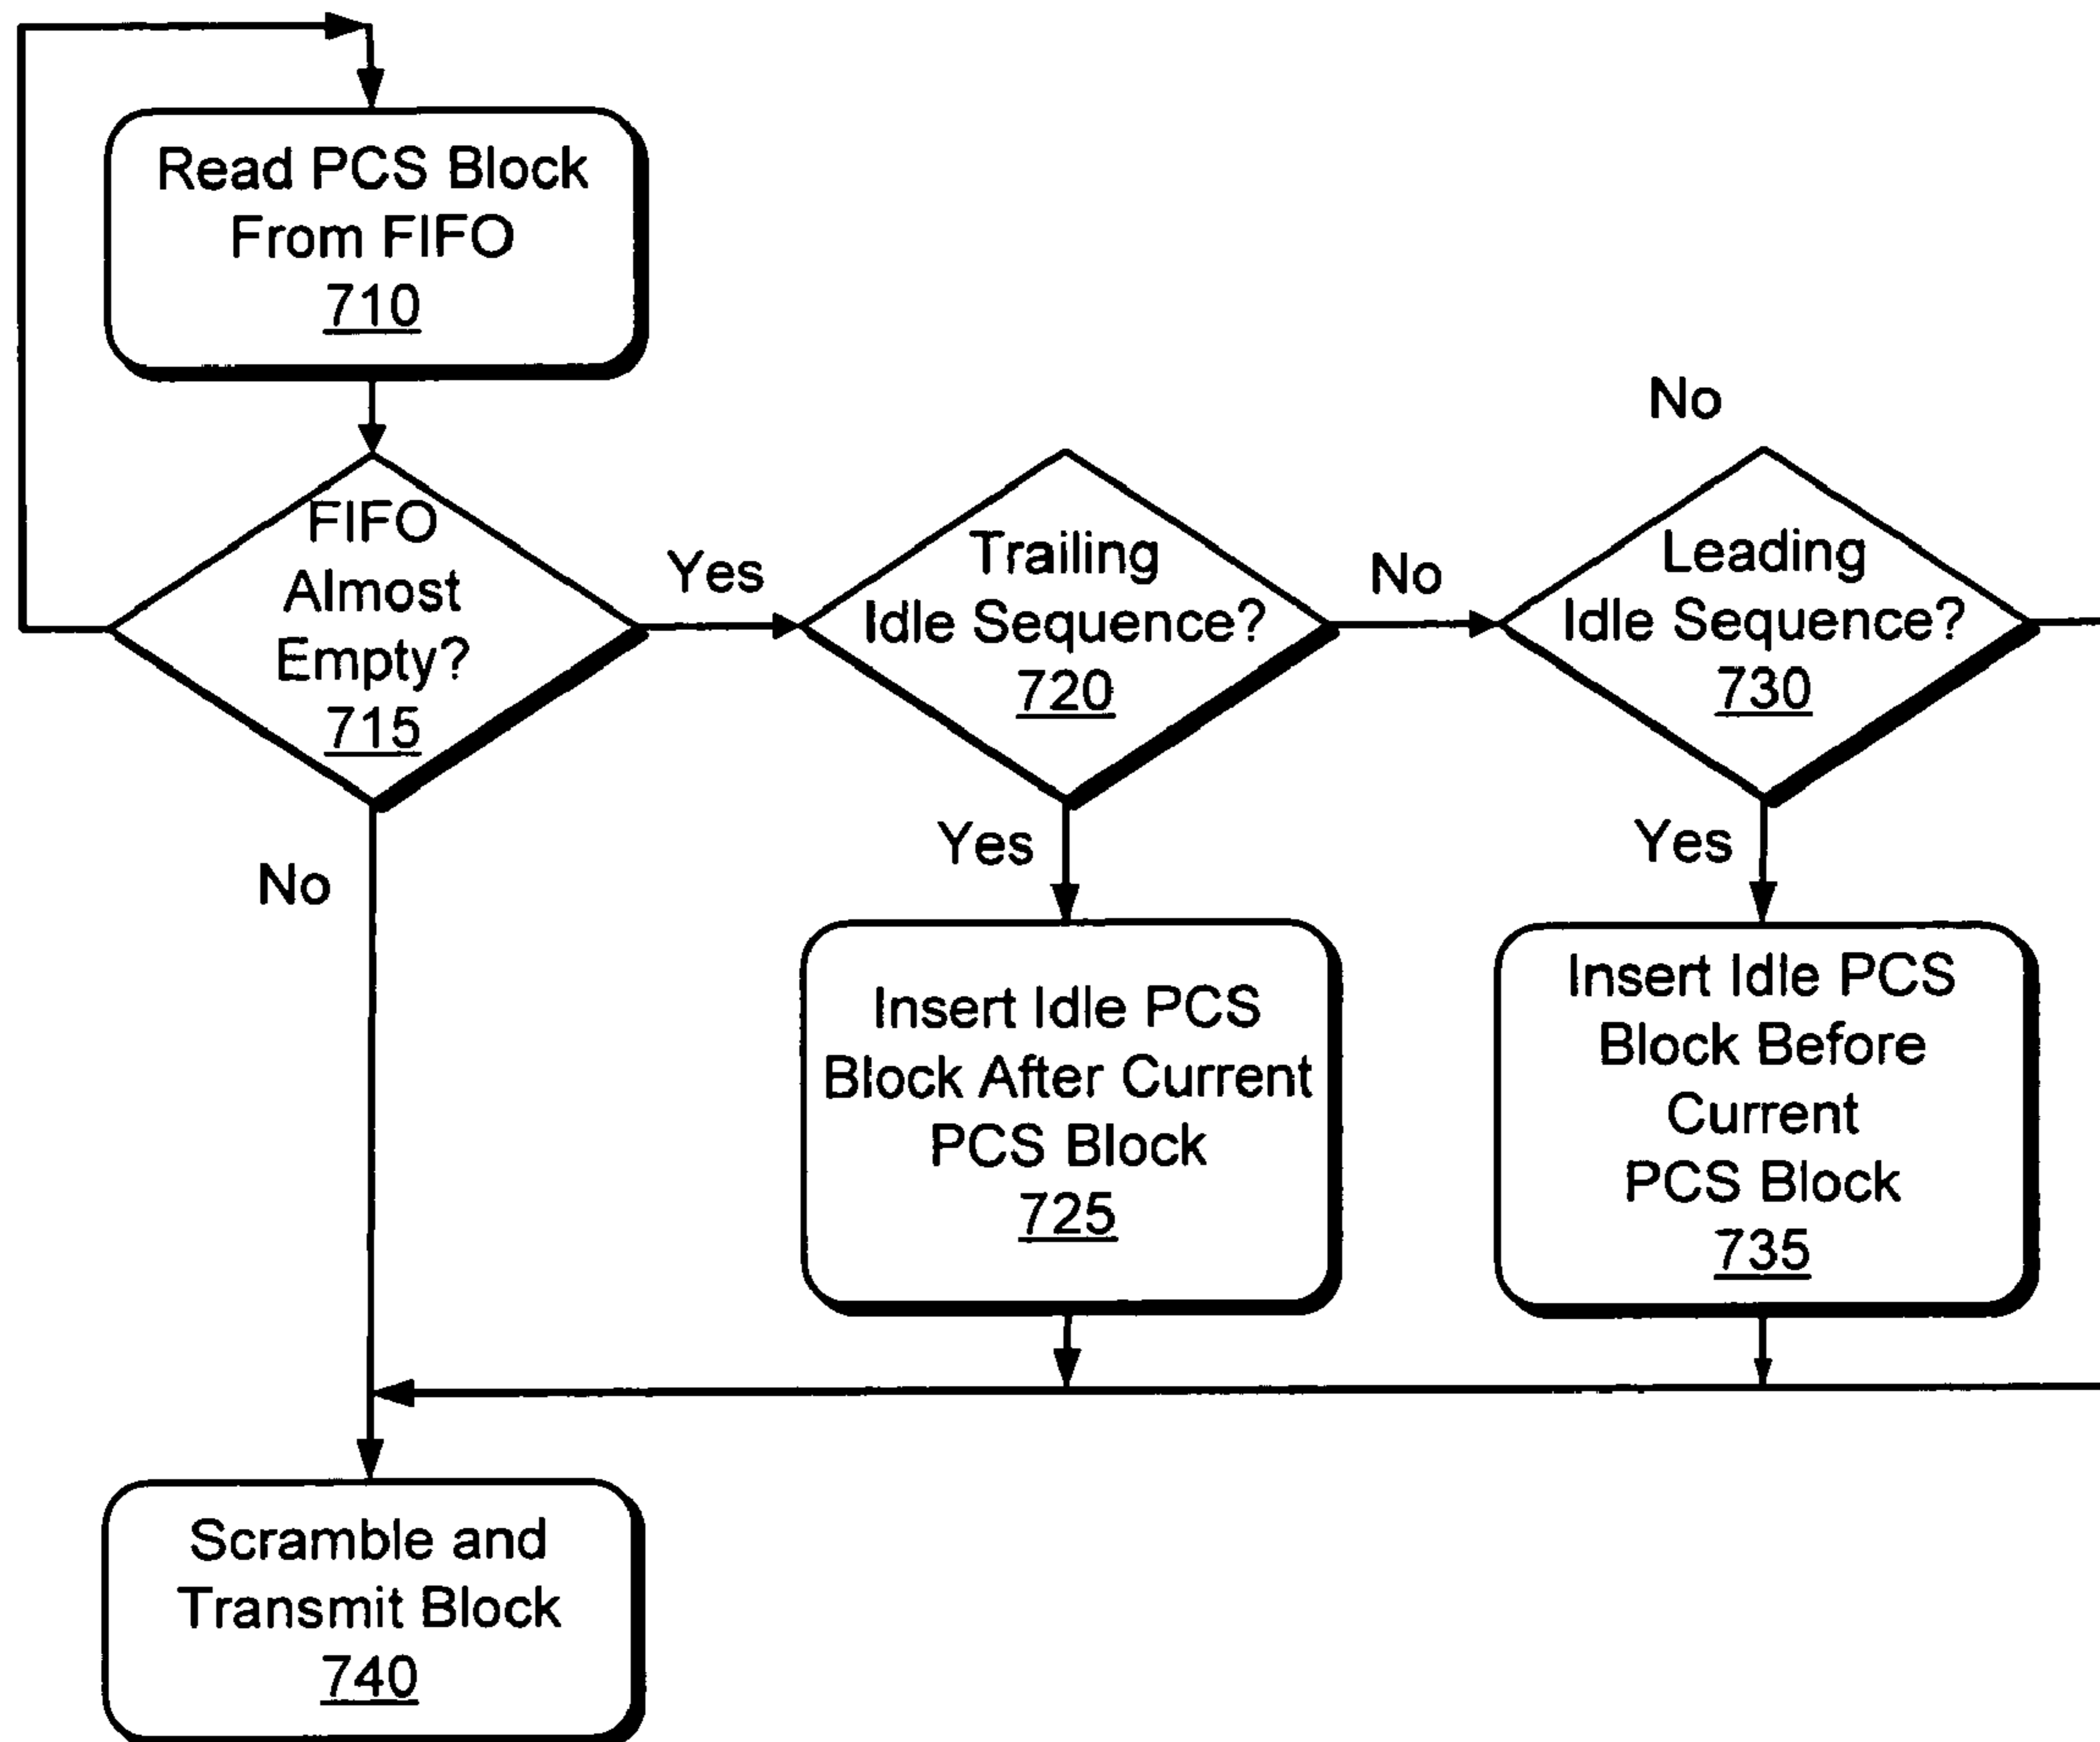 Read PCS Block
From FIFO
710
FIFO
Almost
Empty?
715
Yes
No
Trailing
Idle Sequence?
720
No
Yes
No
Leading
Idle Sequence?
730
Yes
Insert Idle PCS
Block After Current
PCS Block
725
Insert Idle PCS
Block Before
Current
PCS Block
735
Scramble and
Transmit Block
740